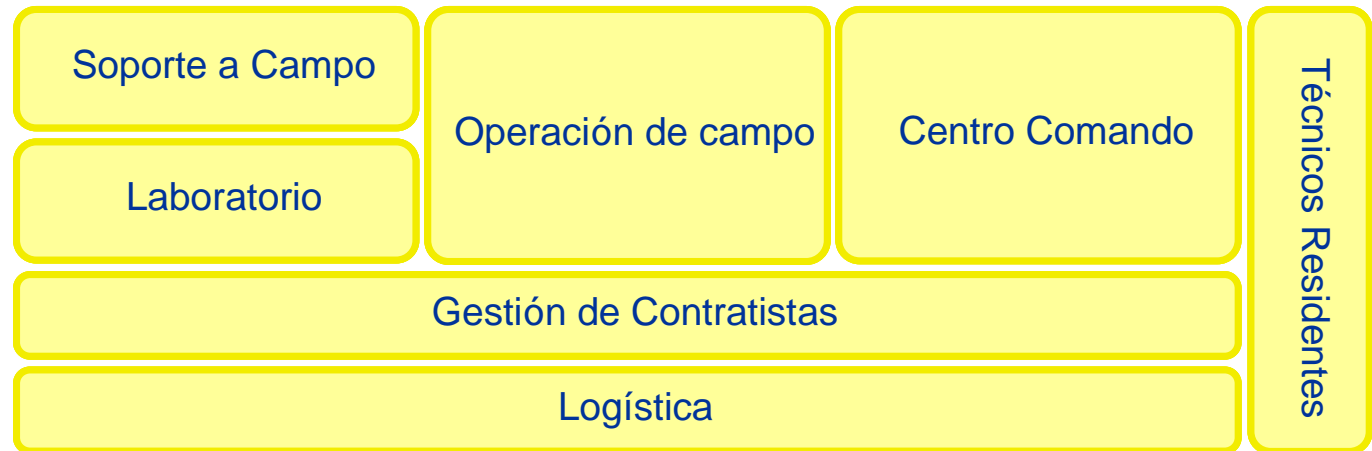 Soporte a Campo
Laboratorio
Operación de campo
Centro Comando
Gestión de Contratistas
Logística
Técnicos Residentes